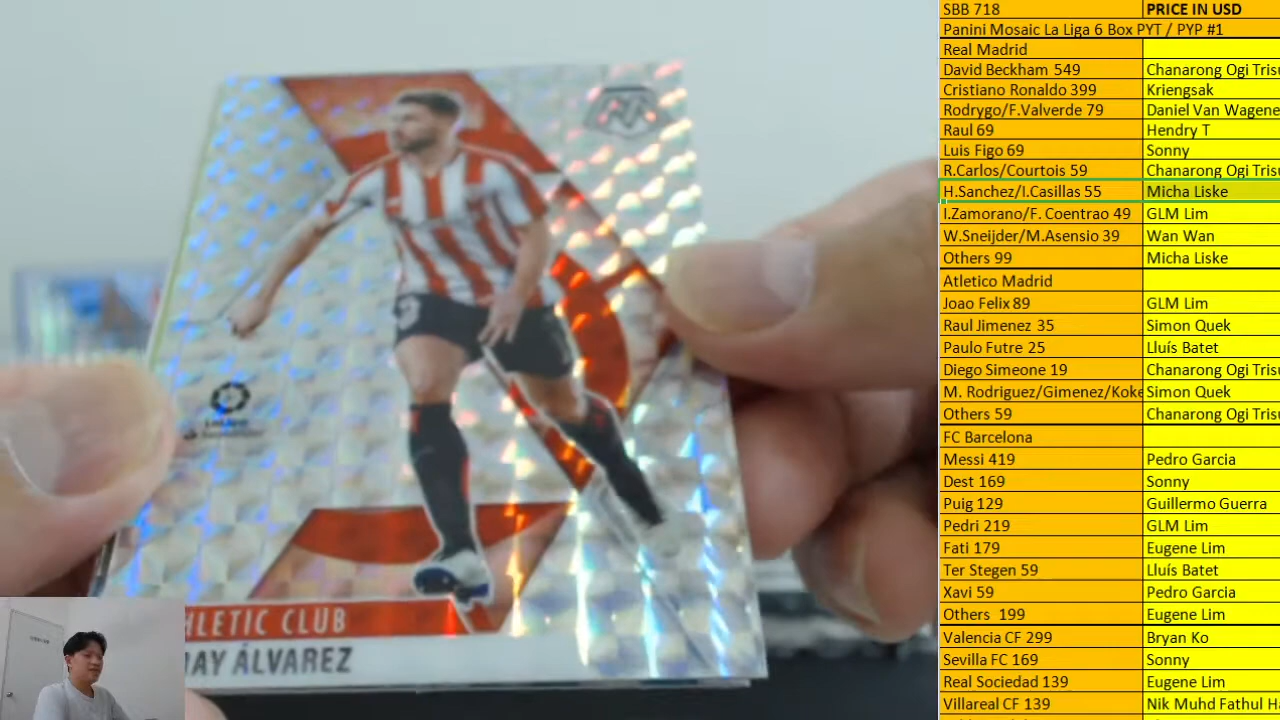 HLETIC CLUB
NAY ÁLVAREZ
SBB 718 PRICE IN USD
Panini Mosaic La Liga 6 Box PYT / PYP #1
Real Madrid
David Beckham 549 Chanarong Ogi Trisu
Cristiano Ronaldo 399 Kriengsak
Rodrygo/F.Valverde 79 Daniel Van Wagene
Raul 69 Hendry T
Luis Figo 69 Sonny
R.Carlos/Courtois 59 Chanarong Ogi Trisu
H.Sanchez/I.Casillas 55 Micha Liske
I.Zamorano/F. Coentrao 49 GLM Lim
W.Sneijder/M.Asensio 39 Wan Wan
Others 99 Micha Liske
Atletico Madrid
Joao Felix 89 GLM Lim
Raul Jimenez 35 Simon Quek
Paulo Futre 25 Lluís Batet
Diego Simeone 19 Chanarong Ogi Trisu
M. Rodriguez/Gimenez/Koke Simon Quek
Others 59 Chanarong Ogi Trisu
FC Barcelona
Messi 419 Pedro Garcia
Dest 169 Sonny
Puig 129 Guillermo Guerra
Pedri 219 GLM Lim
Fati 179 Eugene Lim
Ter Stegen 59 Lluís Batet
Xavi 59 Pedro Garcia
Others 199 Eugene Lim
Valencia CF 299 Bryan Ko
Sevilla FC 169 Sonny
Real Sociedad 139 Eugene Lim
Villareal CF 139 Nik Muhd Fathul Ha